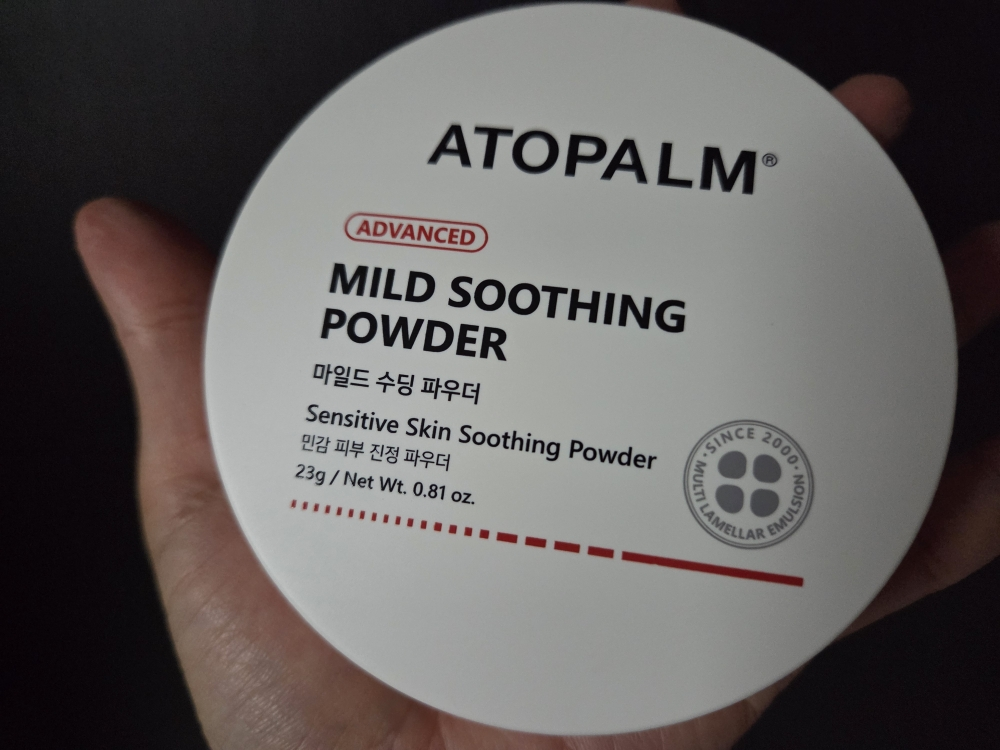 ATOPALM®
ADVANCED
MILD SOOTHING
POWDER
마일드 수딩 파우더
Sensitive Skin Soothing Powder
민감 피부 진정 파우더
23g / Net Wt. 0.81 oz.
·SINCE 2000·
MULTI LAMELLAR EMULSION